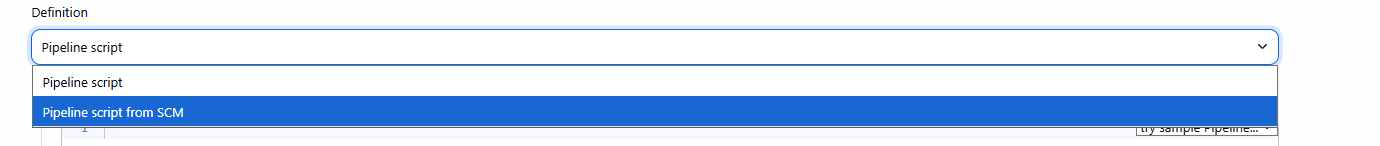 Definition
Pipeline script
Pipeline script
Pipeline script from SCM
1
try sample Pipeline...